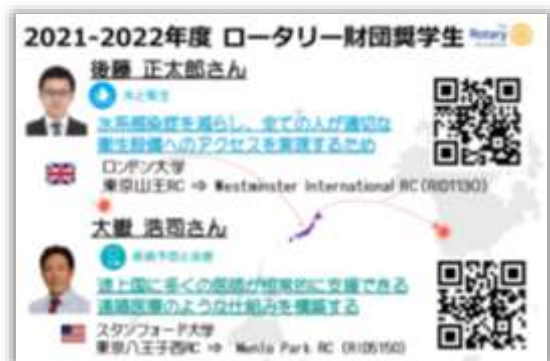 2021-2022年度 ロータリー財団奨学生 Rotary
後藤 正太郎さん
水と衛生
水系感染症を減らし、全ての人が適切な
衛生設備へのアクセスを実現するため
ロンドン大学
東京山王RC ⇒ Westminster International RC(RID1130)
大嶽 浩司さん
疾病予防と治療
途上国に多くの医師が恒常的に支援できる
遠隔医療のような仕組みを構築する
スタンフォード大学
東京八王子西RC ⇒ Menlo Park RC (RID5150)